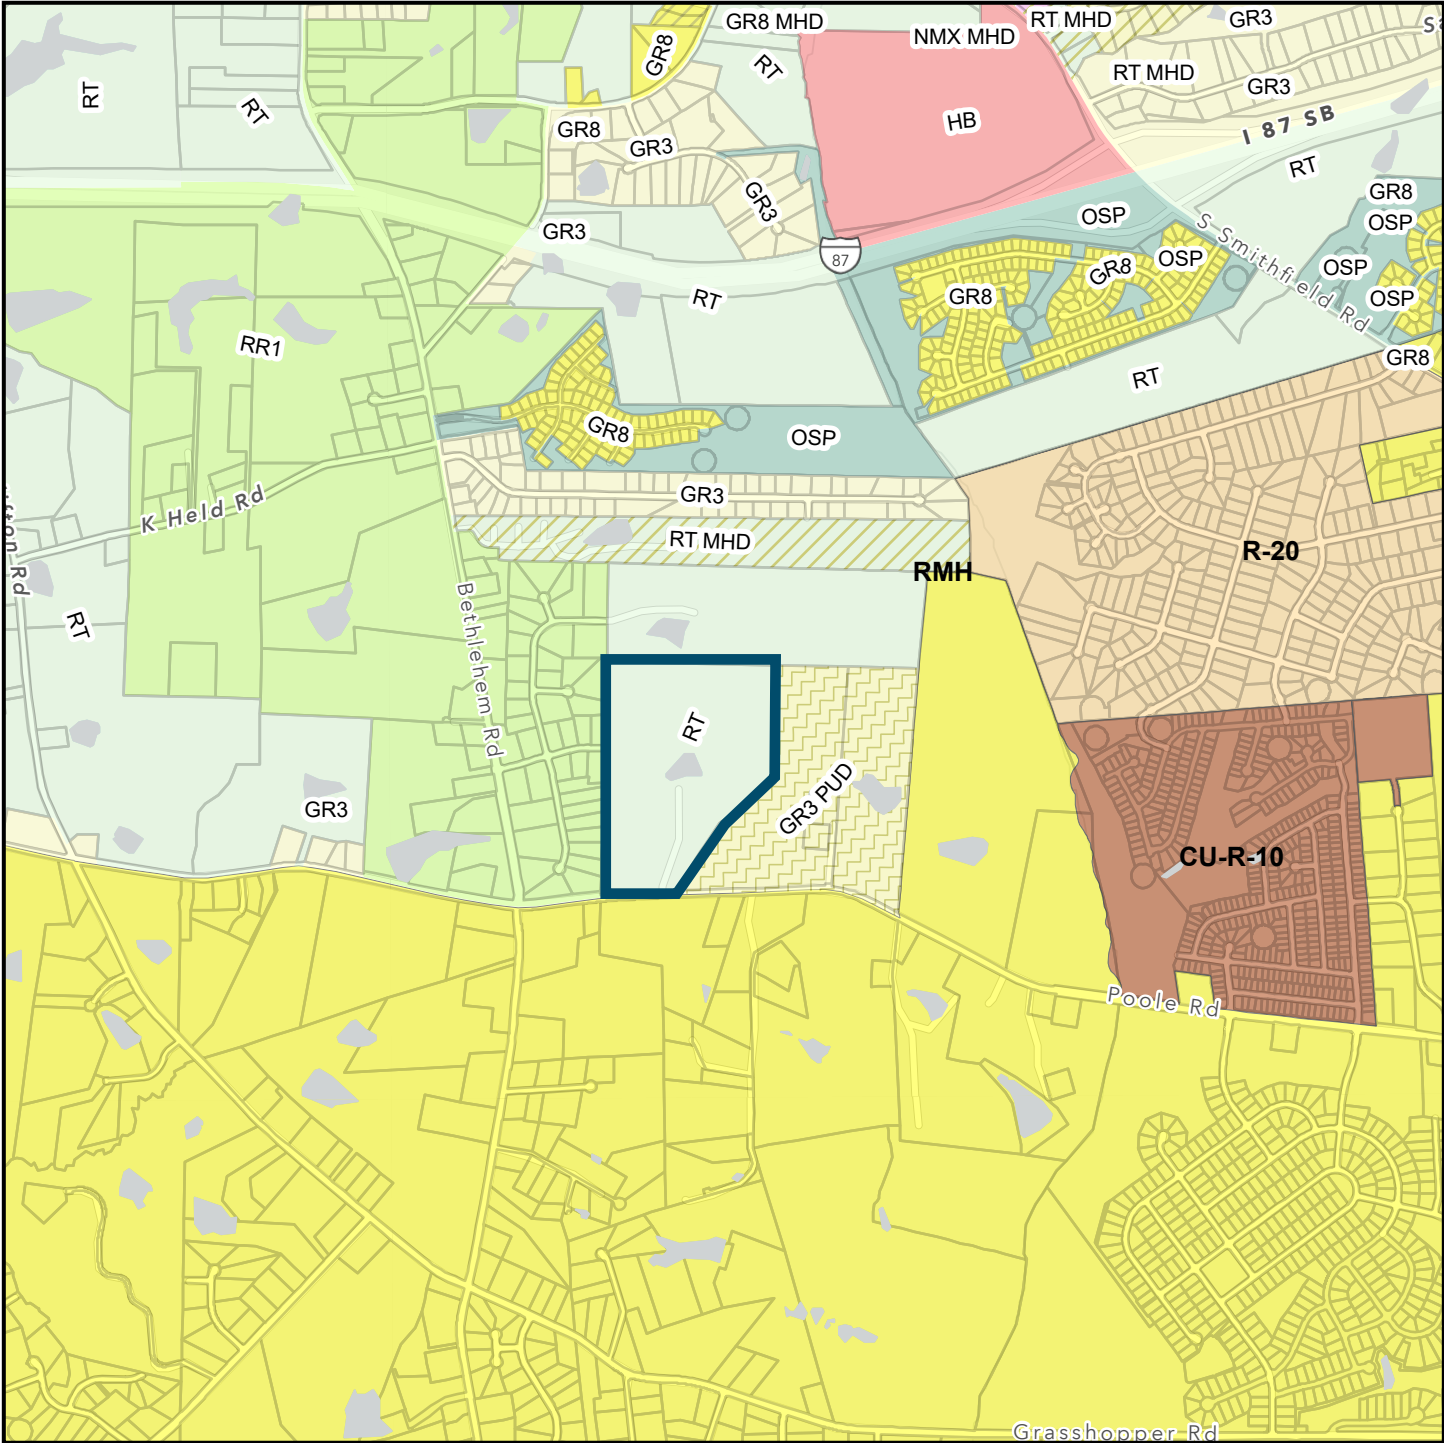 GR8 MHD
RT MHD
GR3
NMX MHD
GR8
RT
RT
RT
RT MHD
GR3
HB
I 87 SB
GR8
GR3
RT
GR3
GR8
OSP
OSP
S Smithfield Rd
GR3
OSP
87
GR8
OSP
GR8
OSP
RT
RR1
GR8
RT
GR8
OSP
GR3
K Held Rd
RT MHD
R-20
RMH
Rd
RT
Bethlehem Rd
RT
GR3 PUD
GR3
CU-R-10
Poole Rd
Grasshopper Rd